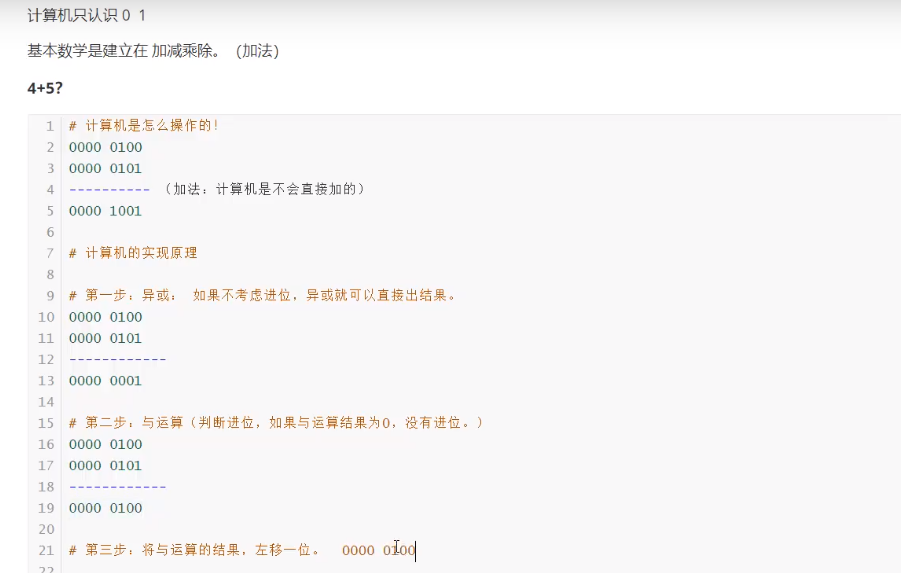 计算机只认识 0 1
基本数学是建立在 加减乘除。 (加法)
4+5?
1 # 计算机是怎么操作的!
2 0000 0100
3 0000 0101
4 ---------- （加法: 计算机是不会直接加的）
5 0000 1001
6
7 # 计算机的实现原理
8
9 # 第一步: 异或: 如果不考虑进位, 异或就可以直接出结果。
10 0000 0100
11 0000 0101
12 ------------
13 0000 0001
14
15 # 第二步: 与运算（判断进位, 如果与运算结果为0, 没有进位。）
16 0000 0100
17 0000 0101
18 ------------
19 0000 0100
20
21 # 第三步: 将与运算的结果, 左移一位。 0000 0100
22